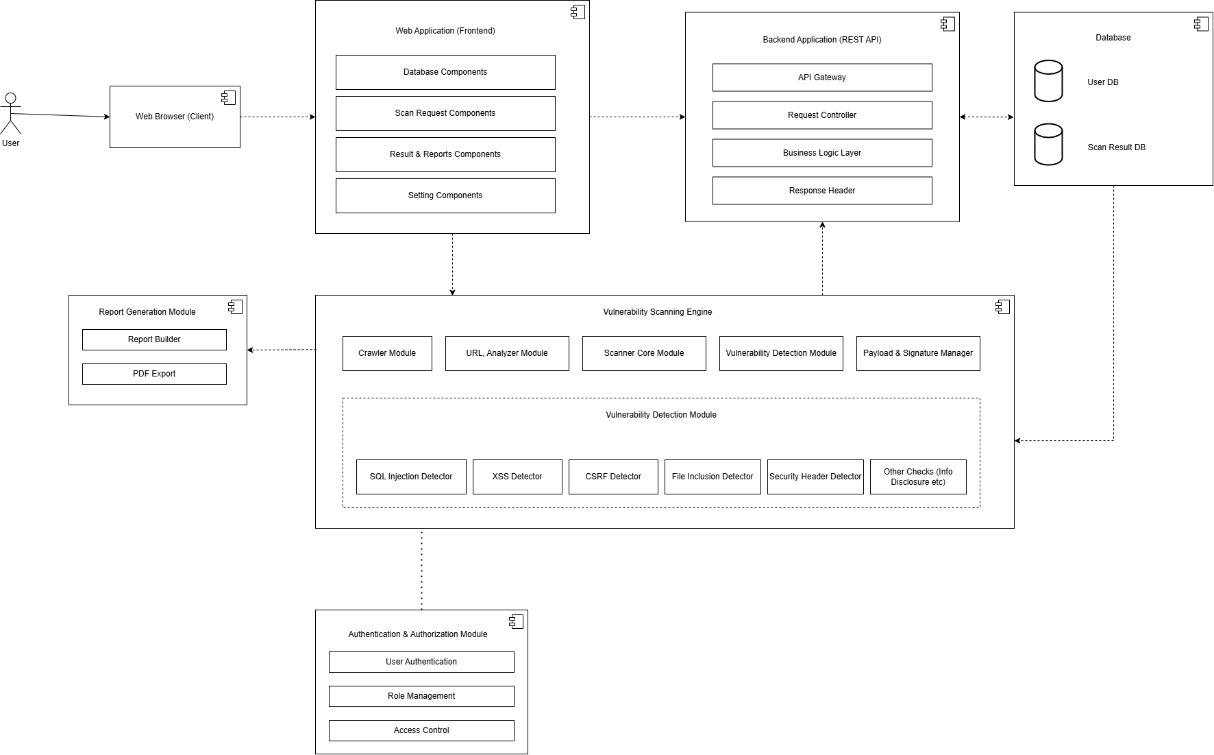 User
Web Browser (Client)
Web Application (Frontend)
Database Components
Scan Request Components
Result & Reports Components
Setting Components
Backend Application (REST API)
API Gateway
Request Controller
Business Logic Layer
Response Header
Database
User DB
Scan Result DB
Report Generation Module
Report Builder
PDF Export
Vulnerability Scanning Engine
Crawler Module
URL, Analyzer Module
Scanner Core Module
Vulnerability Detection Module
Payload & Signature Manager
Vulnerability Detection Module
SQL Injection Detector
XSS Detector
CSRF Detector
File Inclusion Detector
Security Header Detector
Other Checks (Info
Disclosure etc)
Authentication & Authorization Module
User Authentication
Role Management
Access Control